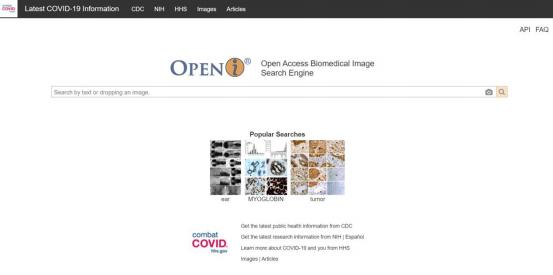 combat COVID Latest COVID-19 Information CDC NIH HHS Images Articles
API FAQ
OPEN i ® Open Access Biomedical Image
Search Engine
Search by text or dropping an image.
Popular Searches
ear MYOGLOBIN tumor
Get the latest public health information from CDC
combat
COVID.
hhs.gov
Get the latest research information from NIH | Español
Learn more about COVID-19 and you from HHS
Images | Articles